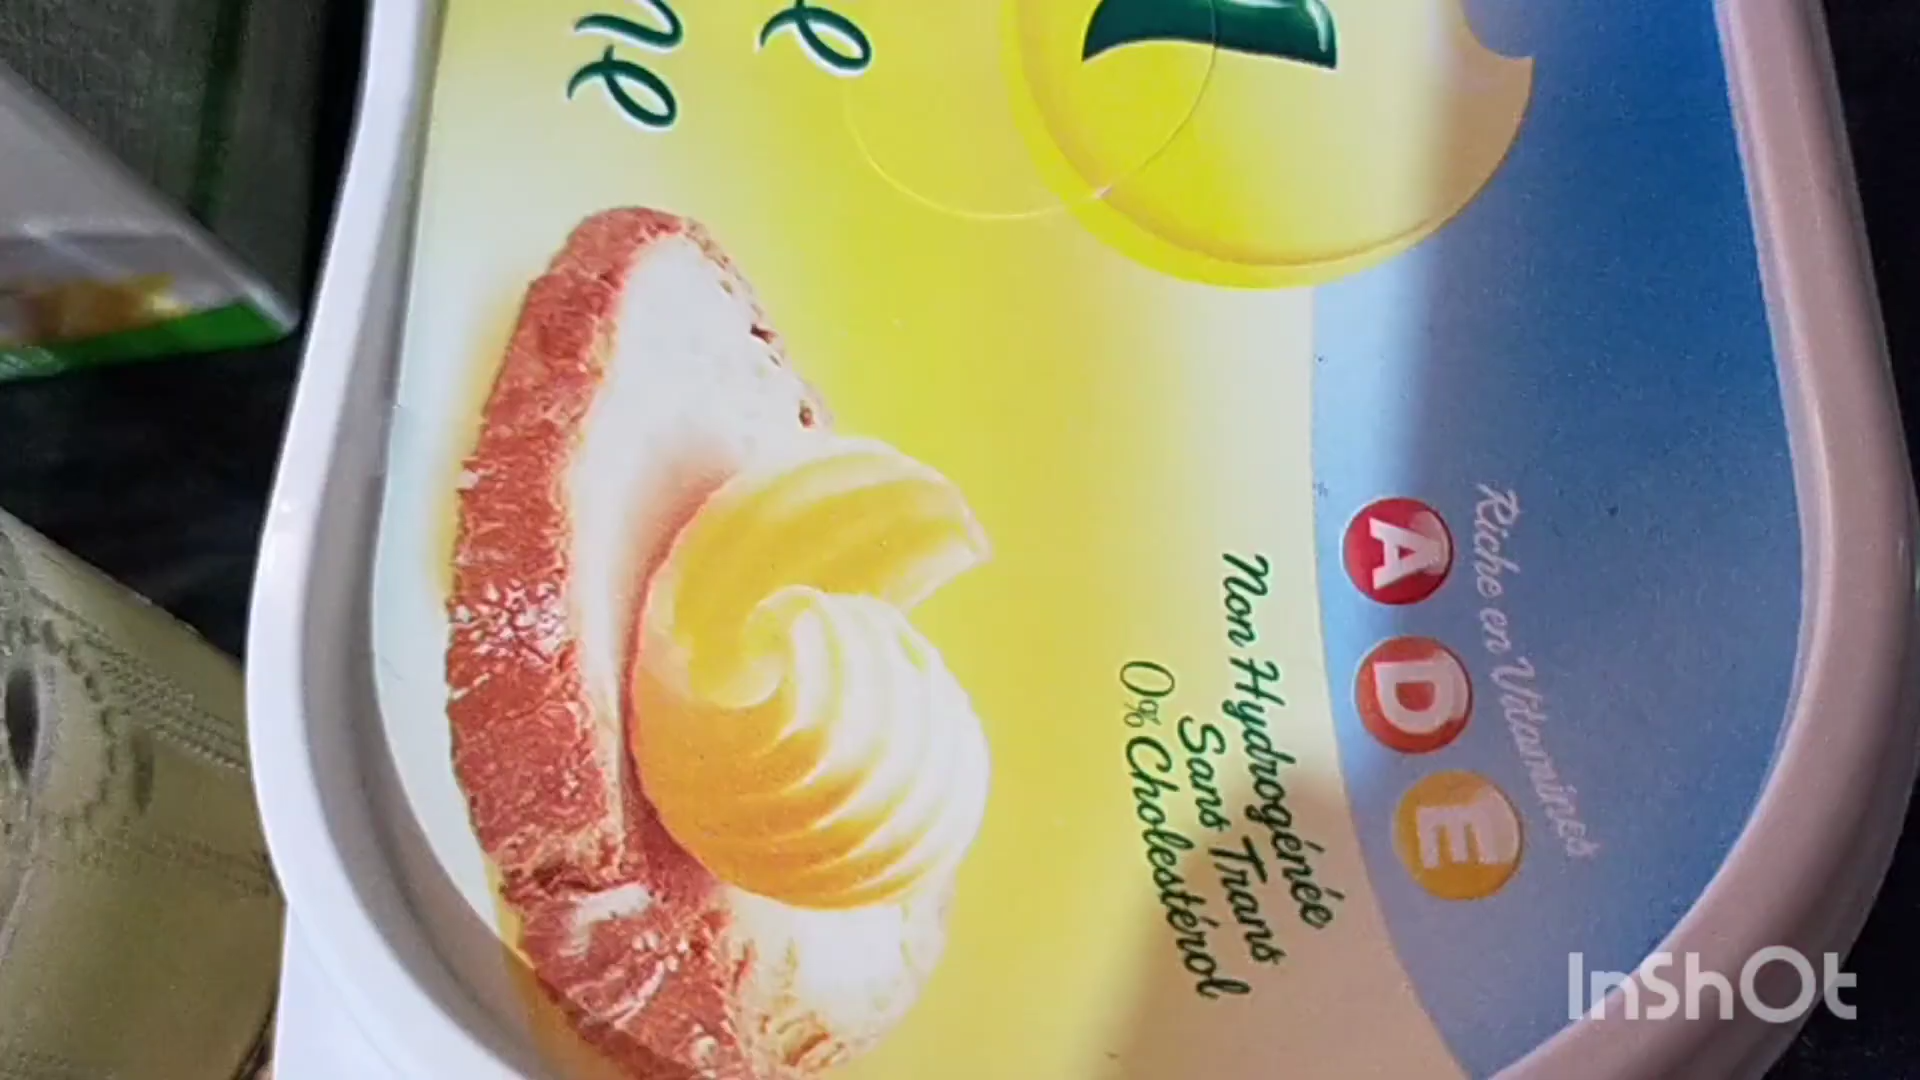 Riche en Vitamines
A D E
Non Hydrogénée
Sans Trans
0% Cholestérol
InShOt